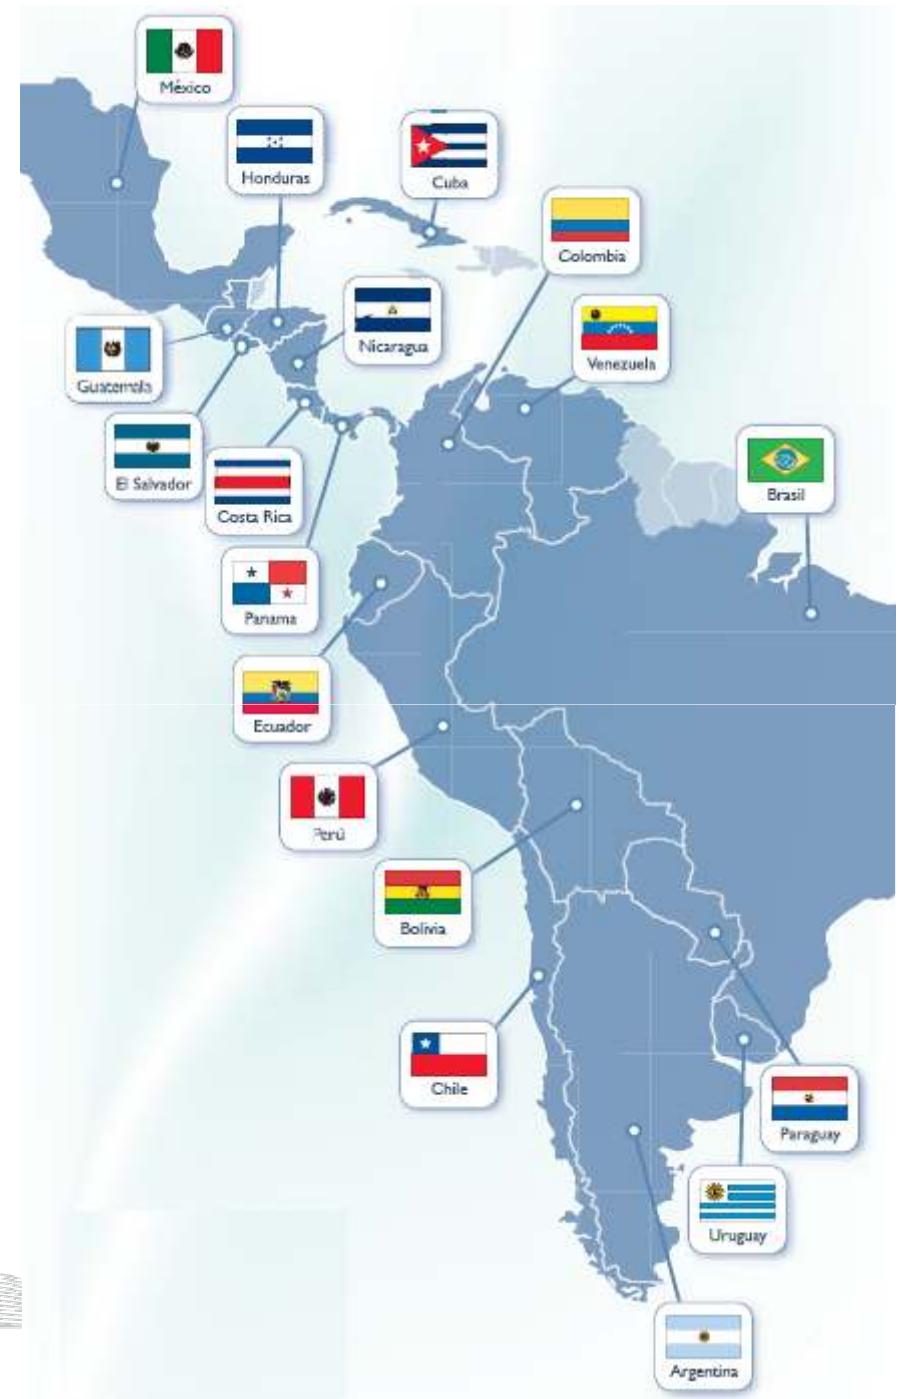 México
Honduras
Cuba
Colombia
Nicaragua
Venezuela
Guatemala
El Salvador
Costa Rica
Brasil
Panama
Ecuador
Perú
Bolivia
Chile
Paraguay
Uruguay
Argentina